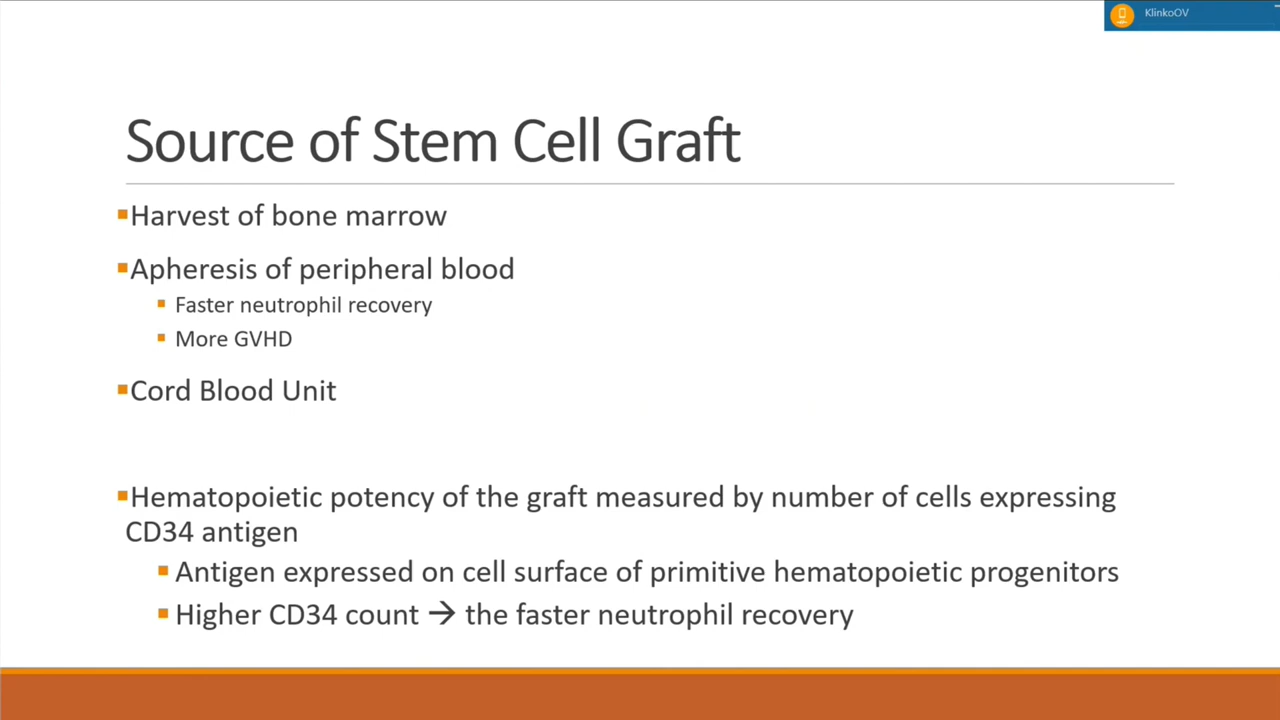 KlinkoOV
Source of Stem Cell Graft
▪Harvest of bone marrow
▪Apheresis of peripheral blood
▪ Faster neutrophil recovery
▪ More GVHD
▪Cord Blood Unit
▪Hematopoietic potency of the graft measured by number of cells expressing
CD34 antigen
▪ Antigen expressed on cell surface of primitive hematopoietic progenitors
▪ Higher CD34 count → the faster neutrophil recovery